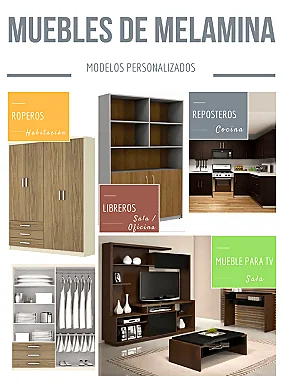 MUEBLES DE MELAMINA
MODELOS PERSONALIZADOS
ROPEROS
Habitación
REPOSTEROS
Cocina
LIBREROS
Sala /
Oficina
MUEBLE PARA TV
Sala